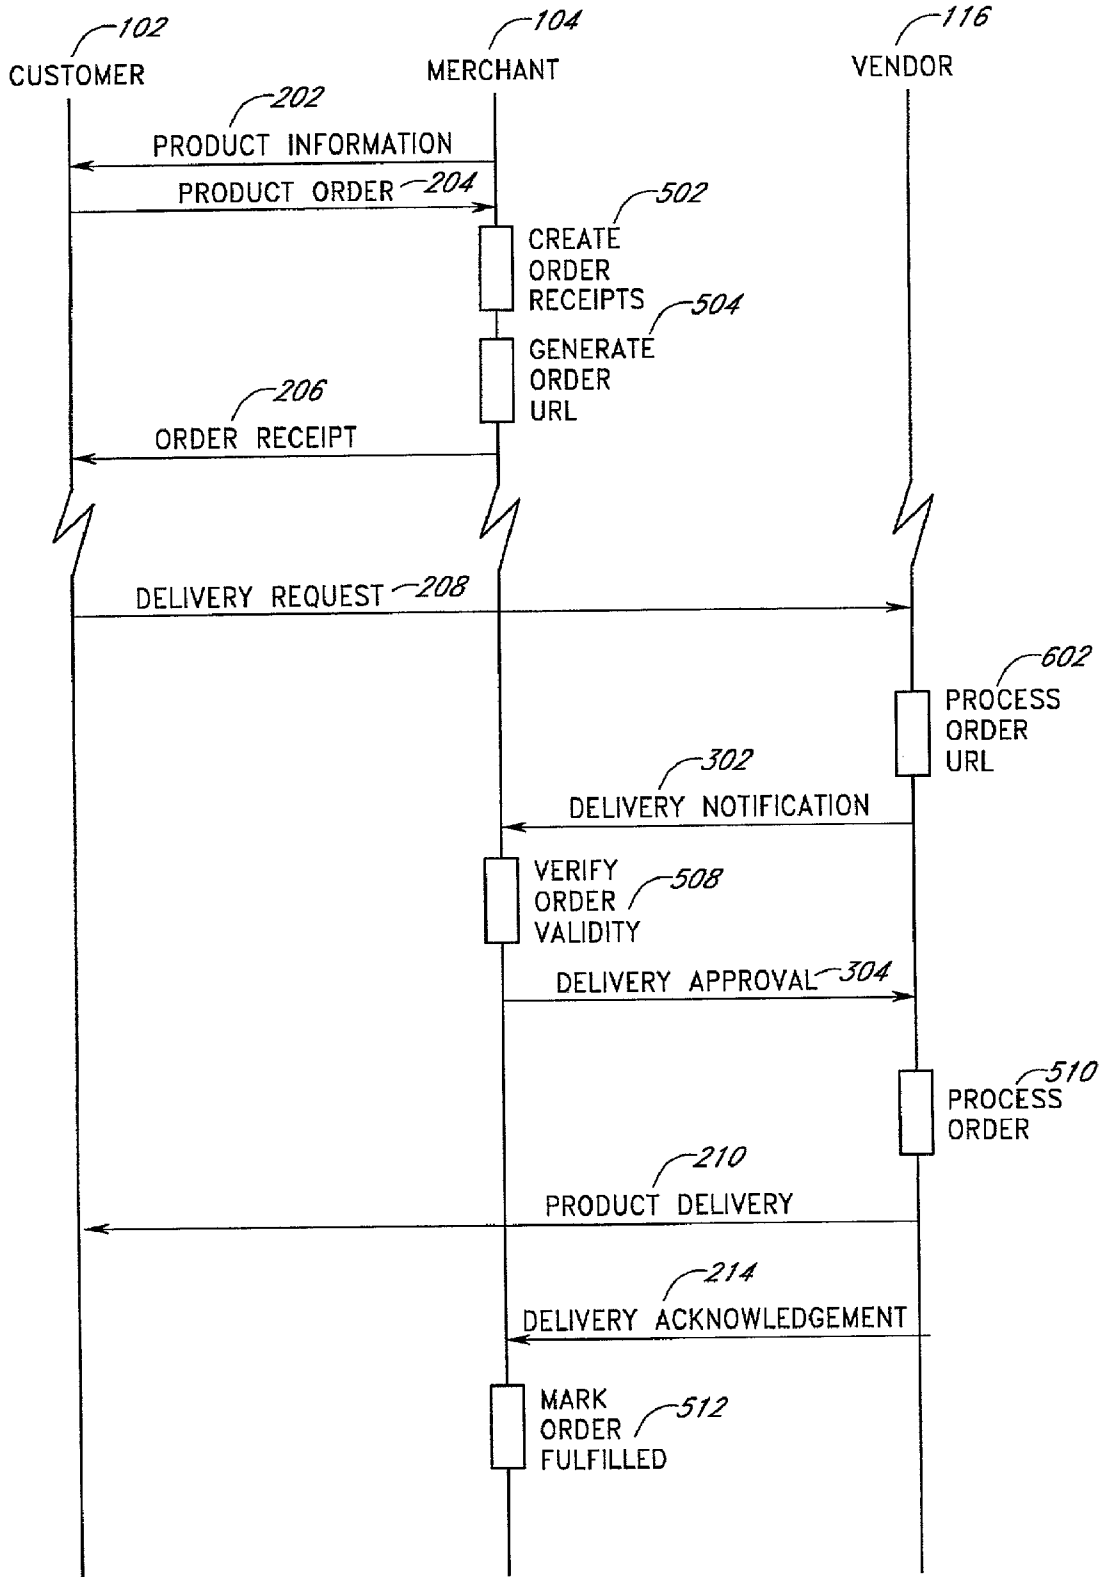 102
104
116
CUSTOMER
MERCHANT
VENDOR
202
PRODUCT INFORMATION
PRODUCT ORDER 204
502
CREATE
ORDER
RECEIPTS
504
GENERATE
ORDER
URL
206
ORDER RECEIPT
DELIVERY REQUEST 208
602
PROCESS
ORDER
URL
302
DELIVERY NOTIFICATION
VERIFY
ORDER
VALIDITY
508
DELIVERY APPROVAL 304
510
PROCESS
ORDER
210
PRODUCT DELIVERY
214
DELIVERY ACKNOWLEDGEMENT
MARK
ORDER
FULFILLED
512